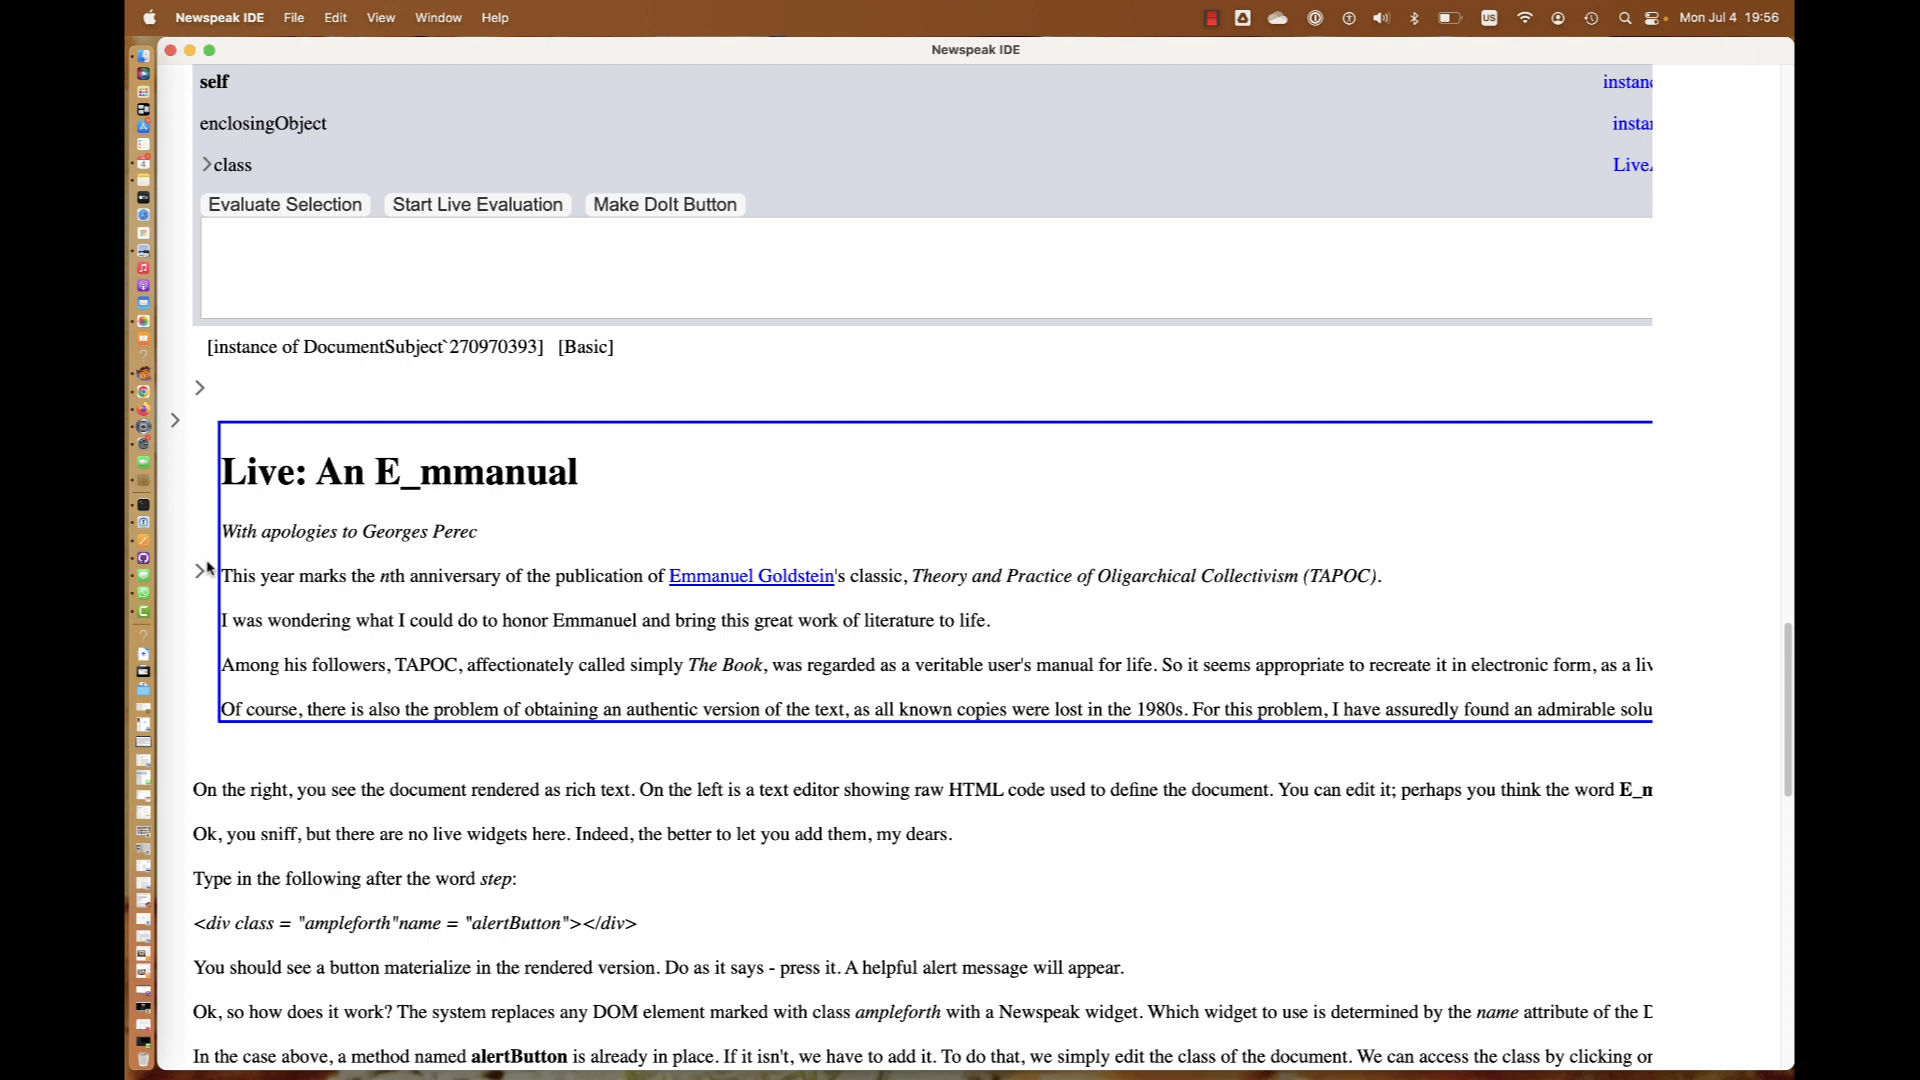 Newspeak IDE File Edit View Window Help US Mon Jul 4 19:56
Newspeak IDE
self instanc
enclosingObject instar
class Live
Evaluate Selection Start Live Evaluation Make DoIt Button
[instance of DocumentSubject`270970393] [Basic]
Live: An E_mmanual
With apologies to Georges Perec
This year marks the nth anniversary of the publication of Emmanuel Goldstein's classic, Theory and Practice of Oligarchical Collectivism (TAPOC).
I was wondering what I could do to honor Emmanuel and bring this great work of literature to life.
Among his followers, TAPOC, affectionately called simply The Book, was regarded as a veritable user's manual for life. So it seems appropriate to recreate it in electronic form, as a liv
Of course, there is also the problem of obtaining an authentic version of the text, as all known copies were lost in the 1980s. For this problem, I have assuredly found an admirable solu
On the right, you see the document rendered as rich text. On the left is a text editor showing raw HTML code used to define the document. You can edit it; perhaps you think the word E_m
Ok, you sniff, but there are no live widgets here. Indeed, the better to let you add them, my dears.
Type in the following after the word step:
<div class = "ampleforth"name = "alertButton"></div>
You should see a button materialize in the rendered version. Do as it says - press it. A helpful alert message will appear.
Ok, so how does it work? The system replaces any DOM element marked with class ampleforth with a Newspeak widget. Which widget to use is determined by the name attribute of the D
In the case above, a method named alertButton is already in place. If it isn't, we have to add it. To do that, we simply edit the class of the document. We can access the class by clicking on